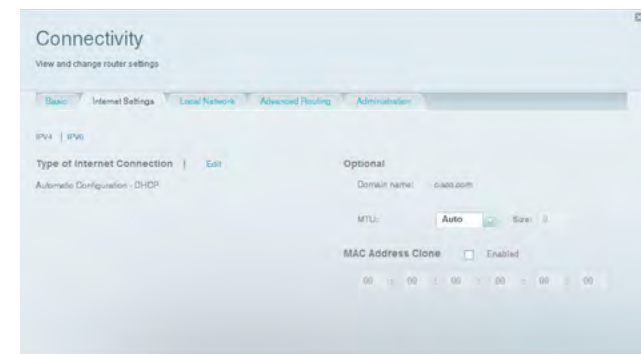 Connectivity
View and change router settings
Basic Internet Settings Local Network Advanced Routing Administration
IPV4 | IPV6
Type of Internet Connection | Edit
Automatic Configuration - DHCP
Optional
Domain name: cisco.com
MTU: Auto Size: 0
MAC Address Clone Enabled
00 : 00 : 00 : 00 : 00 : 00